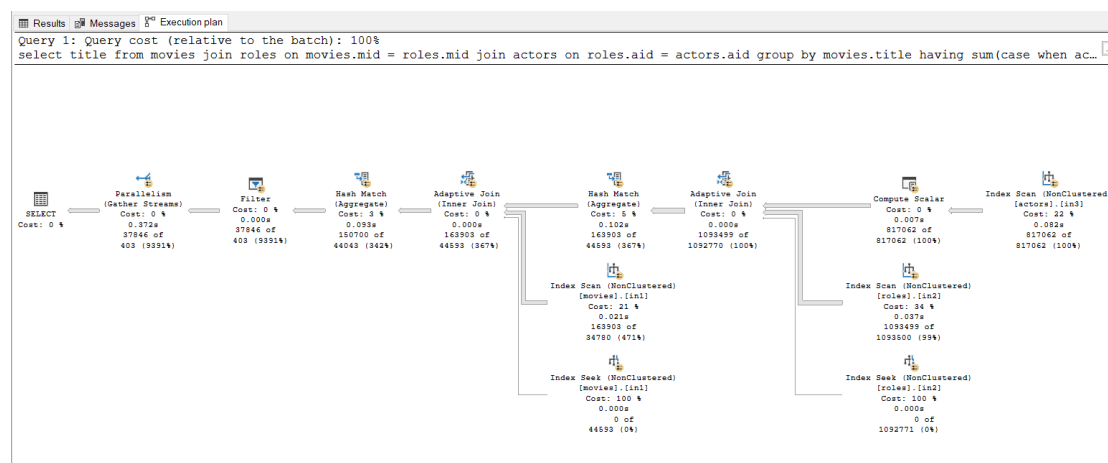 Results Messages Execution plan
Query 1: Query cost (relative to the batch): 100%
select title from movies join roles on movies.mid = roles.mid join actors on roles.aid = actors.aid group by movies.title having sum(case when ac…
SELECT
Cost: 0 %
Parallelism
(Gather Streams)
Cost: 0 %
0.372s
37846 of
403 (9391%)
Filter
Cost: 0 %
0.000s
37846 of
403 (9391%)
Hash Match
(Aggregate)
Cost: 3 %
0.093s
150700 of
44043 (342%)
Adaptive Join
(Inner Join)
Cost: 0 %
0.000s
163903 of
44593 (367%)
Hash Match
(Aggregate)
Cost: 5 %
0.102s
163903 of
44593 (367%)
Adaptive Join
(Inner Join)
Cost: 0 %
0.000s
1093499 of
1092770 (100%)
Compute Scalar
Cost: 0 %
0.007s
817062 of
817062 (100%)
Index Scan (NonClustered)
[actors].[in3]
Cost: 22 %
0.082s
817062 of
817062 (100%)
Index Scan (NonClustered)
[movies].[in1]
Cost: 21 %
0.021s
163903 of
34780 (471%)
Index Scan (NonClustered)
[roles].[in2]
Cost: 34 %
0.037s
1093499 of
1093500 (99%)
Index Seek (NonClustered)
[movies].[in1]
Cost: 100 %
0.000s
0 of
44593 (0%)
Index Seek (NonClustered)
[roles].[in2]
Cost: 100 %
0.000s
0 of
1092771 (0%)